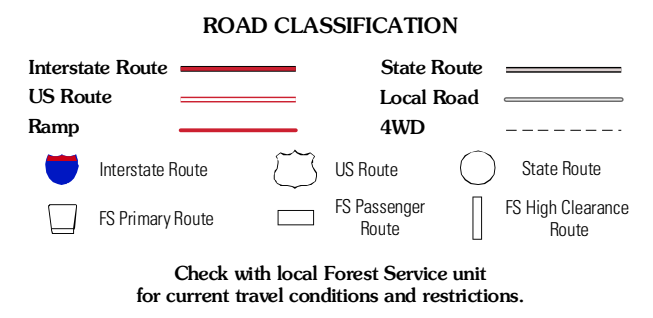 ROAD CLASSIFICATION
Interstate Route
State Route
US Route
Local Road
Ramp
4WD
Interstate Route
US Route
State Route
FS Primary Route
FS Passenger
Route
FS High Clearance
Route
Check with local Forest Service unit
for current travel conditions and restrictions.